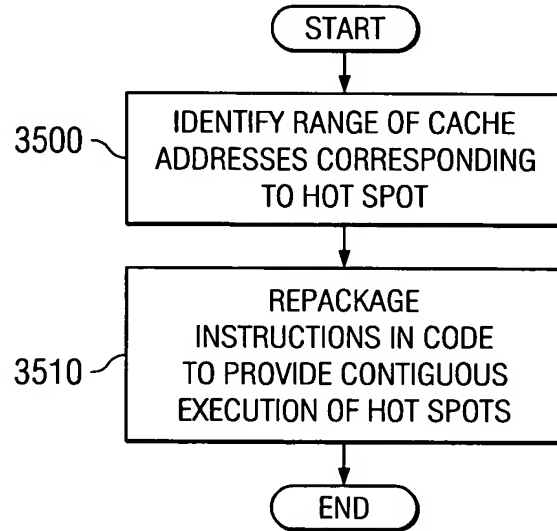 START
3500
IDENTIFY RANGE OF CACHE
ADDRESSES CORRESPONDING
TO HOT SPOT
3510
REPACKAGE
INSTRUCTIONS IN CODE
TO PROVIDE CONTIGUOUS
EXECUTION OF HOT SPOTS
END